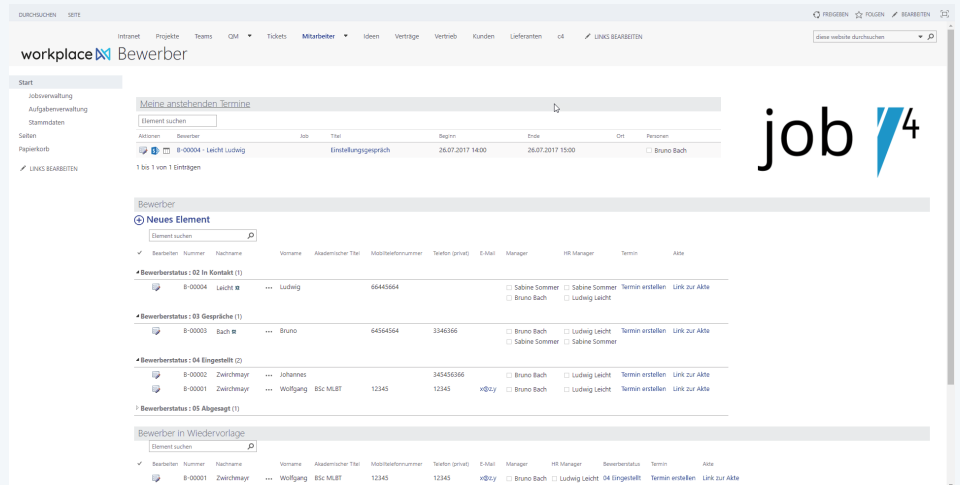 DURCHSUCHEN SEITE
FREIGEBEN FOLGEN BEARBEITEN
Intranet Projekte Teams QM Tickets Mitarbeiter Ideen Verträge Vertrieb Kunden Lieferanten c4 LINKS BEARBEITEN
diese website durchsuchen
workplace Bewerber
Start
Jobsverwaltung
Aufgabenverwaltung
Stammdaten
Seiten
Papierkorb
LINKS BEARBEITEN
Meine anstehenden Termine
Element suchen
Aktionen Bewerber Job Titel Beginn Ende Ort Personen
B-00004 - Leicht Ludwig Einstellungsgespräch 26.07.2017 14:00 26.07.2017 15:00 Bruno Bach
1 bis 1 von 1 Einträgen
job 4
Bewerber
Neues Element
Element suchen
Bearbeiten Nummer Nachname Vorname Akademischer Titel Mobiltelefonnummer Telefon (privat) E-Mail Manager HR Manager Termin Akte
Bewerberstatus : 02 In Kontakt (1)
B-00004 Leicht ... Ludwig 66445564 Sabine Sommer Sabine Sommer Termin erstellen Link zur Akte
Bruno Bach Ludwig Leicht
Bewerberstatus : 03 Gespräche (1)
B-00003 Bach ... Bruno 64564564 3346366 Bruno Bach Ludwig Leicht Termin erstellen Link zur Akte
Sabine Sommer Sabine Sommer
Bewerberstatus : 04 Eingestellt (2)
B-00002 Zwirchmayr ... Johannes 345456366 Bruno Bach Ludwig Leicht Termin erstellen Link zur Akte
B-00001 Zwirchmayr ... Wolfgang BSc MLBT 12345 12345 x@z.y Bruno Bach Ludwig Leicht Termin erstellen Link zur Akte
Bewerberstatus : 05 Abgesagt (1)
Bewerber in Wiedervorlage
Element suchen
Bearbeiten Nummer Nachname Vorname Akademischer Titel Mobiltelefonnummer Telefon (privat) E-Mail Manager HR Manager Bewerberstatus Termin Akte
B-00001 Zwirchmayr ... Wolfgang BSc MLBT 12345 12345 x@z.y Bruno Bach Ludwig Leicht 04 Eingestellt Termin erstellen Link zur Akte